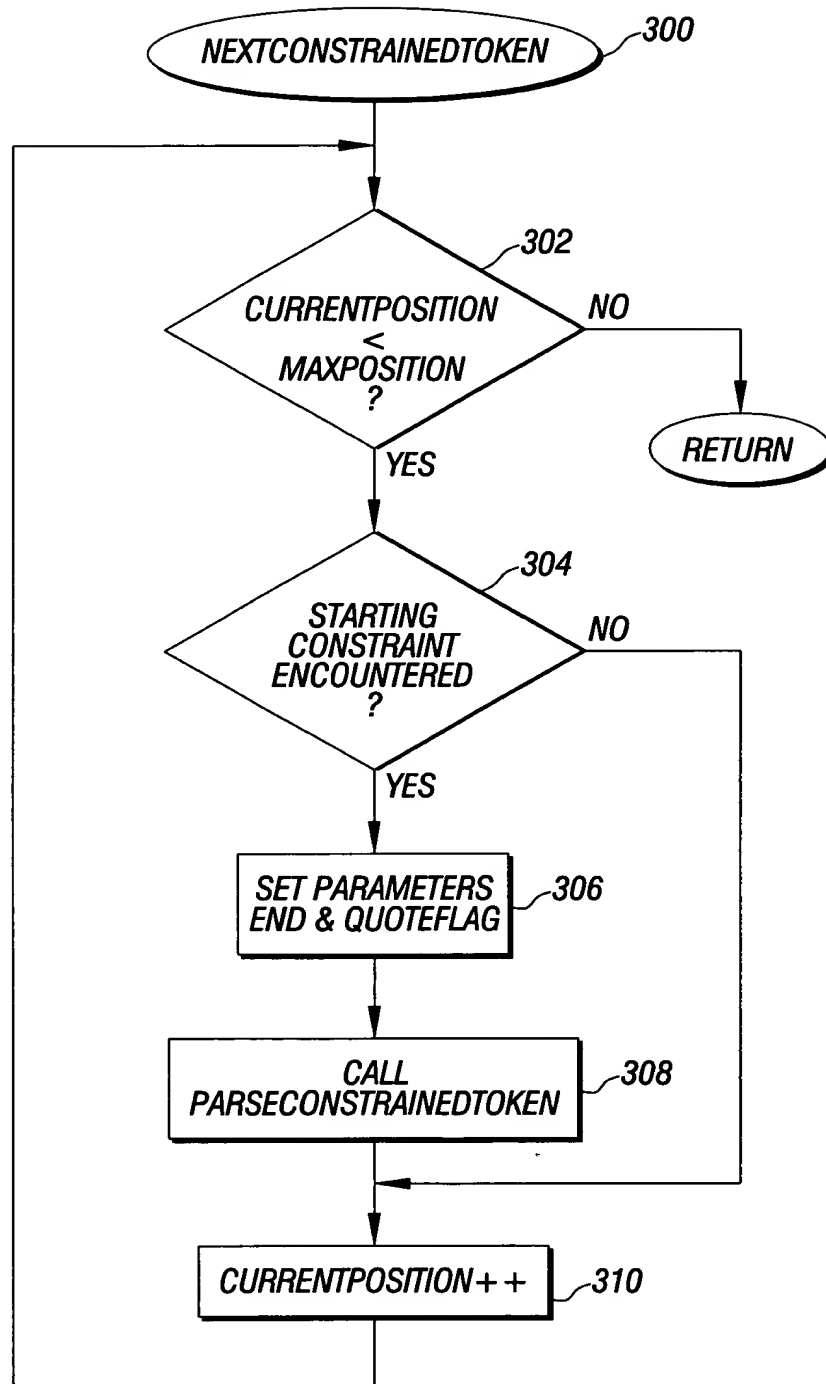 NEXTCONSTRAINEDTOKEN
300
302
CURRENTPOSITION
<
MAXPOSITION
?
NO
RETURN
YES
304
STARTING
CONSTRAINT
ENCOUNTERED
?
NO
YES
SET PARAMETERS
END & QUOTEFLAG
306
CALL
PARSECONSTRAINEDTOKEN
308
CURRENTPOSITION++
310